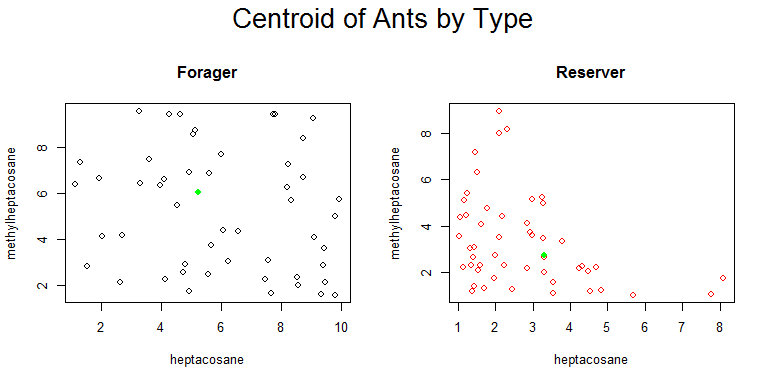 Centroid of Ants by Type
Forager
methylheptacosane
8
6
4
2
2 4 6 8 10
heptacosane
Reserver
methylheptacosane
8
6
4
2
1 2 3 4 5 6 7 8
heptacosane